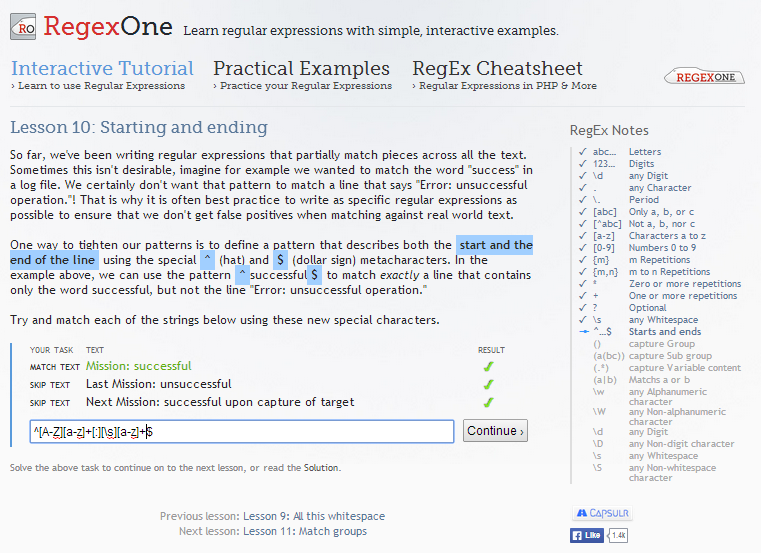 RO RegexOne Learn regular expressions with simple, interactive examples.
Interactive Tutorial Practical Examples RegEx Cheatsheet
› Learn to use Regular Expressions › Practice your Regular Expressions › Regular Expressions in PHP & More
REGEXONE
Lesson 10: Starting and ending
So far, we've been writing regular expressions that partially match pieces across all the text.
Sometimes this isn't desirable, imagine for example we wanted to match the word "success" in
a log file. We certainly don't want that pattern to match a line that says "Error: unsuccessful
operation."! That is why it is often best practice to write as specific regular expressions as
possible to ensure that we don't get false positives when matching against real world text.
One way to tighten our patterns is to define a pattern that describes both the start and the
end of the line using the special ^ (hat) and $ (dollar sign) metacharacters. In the
example above, we can use the pattern ^successful$ to match exactly a line that contains
only the word successful, but not the line "Error: unsuccessful operation."
Try and match each of the strings below using these new special characters.
YOUR TASK TEXT RESULT
MATCH TEXT Mission: successful
SKIP TEXT Last Mission: unsuccessful
SKIP TEXT Next Mission: successful upon capture of target
^[A-Z][a-z]+[:][\s][a-z]+$ Continue ›
Solve the above task to continue on to the next lesson, or read the Solution.
Previous lesson: Lesson 9: All this whitespace
Next lesson: Lesson 11: Match groups
RegEx Notes
abc… Letters
123… Digits
\d any Digit
. any Character
\. Period
[abc] Only a, b, or c
[^abc] Not a, b, nor c
[a-z] Characters a to z
[0-9] Numbers 0 to 9
{m} m Repetitions
{m,n} m to n Repetitions
* Zero or more repetitions
+ One or more repetitions
? Optional
\s any Whitespace
^…$ Starts and ends
() capture Group
(a(bc)) capture Sub group
(.*) capture Variable content
(a|b) Matchs a or b
\w any Alphanumeric
character
\W any Non-alphanumeric
character
\d any Digit
\D any Non-digit character
\s any Whitespace
\S any Non-whitespace
character
CAPSULR
Like 1.4k